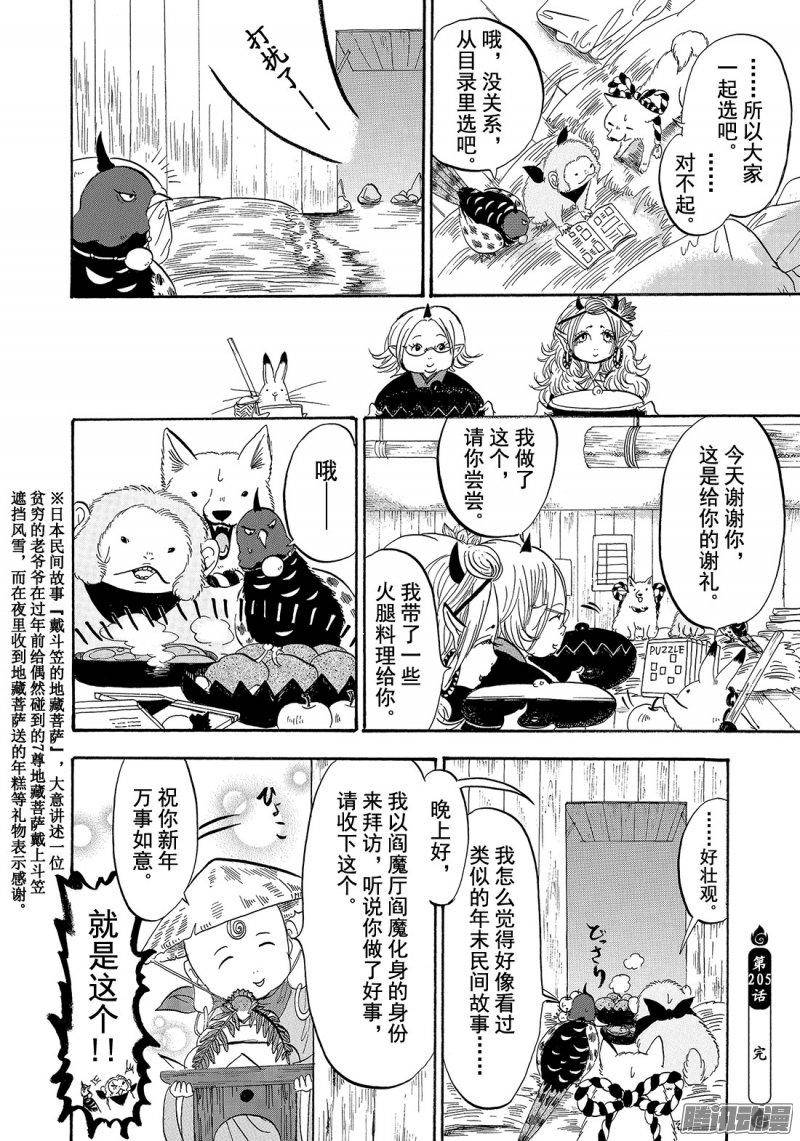 ……所以大家
一起选吧。
……
对不起。
哦，没关系，
从目录里选吧。
打扰了——
今天谢谢你，
这是给你的谢礼。
我做了
这个，
请你尝尝。
我带了一些
火腿料理给你。
PUZZLE
哦——
※日本民间故事『戴斗笠的地藏菩萨』，大意讲述一位
贫穷的老爷爷在过年前给偶然碰到的7尊地藏菩萨戴上斗笠
遮挡风雪，而在夜里收到地藏菩萨送的年糕等礼物表示感谢。
……好壮观。
どっさり
我怎么觉得好像看过
类似的年末民间故事……
晚上好，
我以阎魔厅阎魔化身的身份
来拜访，听说你做了好事，
请收下这个。
ひょこ
祝你新年
万事如意。
就是这个！！
第205话
完
腾讯动漫